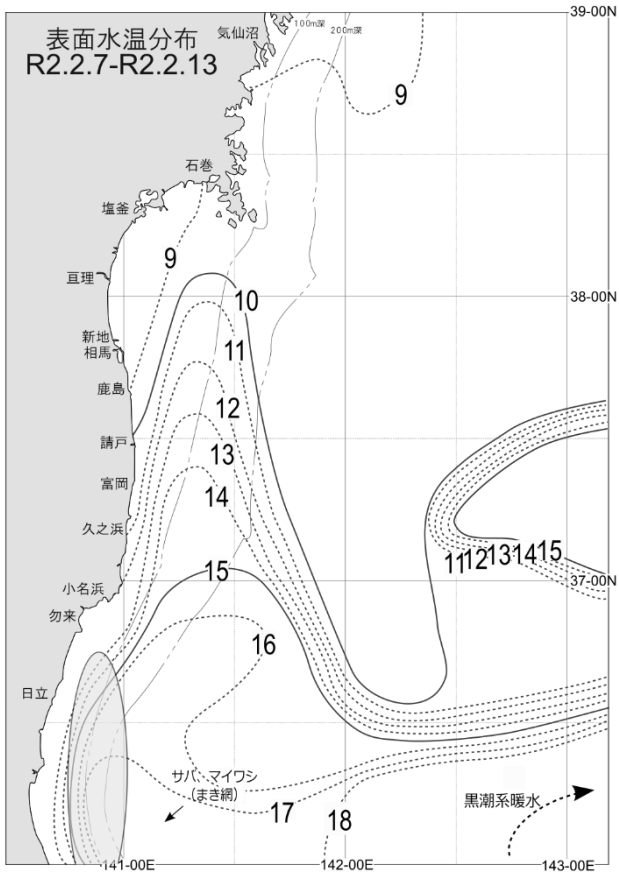 表面水温分布
R2.2.7-R2.2.13
気仙沼
100m深
200m深
39-00N
9
石巻
塩釜
9
亘理
10
38-00N
新地
相馬
11
鹿島
12
請戸
13
富岡
14
久之浜
11
12
13
14
15
15
小名浜
37-00N
勿来
16
日立
サバ、マイワシ
(まき網)
17
18
黒潮系暖水
141-00E
142-00E
143-00E